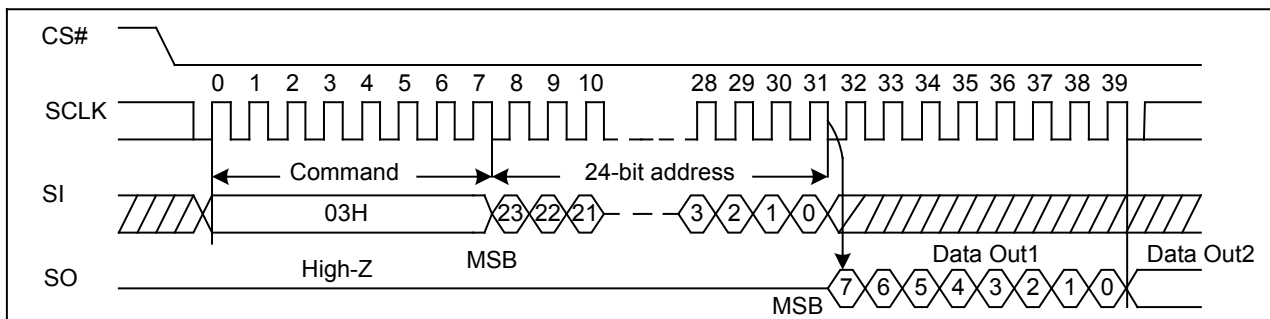 CS#
0 1 2 3 4 5 6 7 8 9 10 28 29 30 31 32 33 34 35 36 37 38 39
SCLK
Command 24-bit address
SI
03H 23 22 21 3 2 1 0
High-Z MSB Data Out1 Data Out2
SO
MSB 7 6 5 4 3 2 1 0